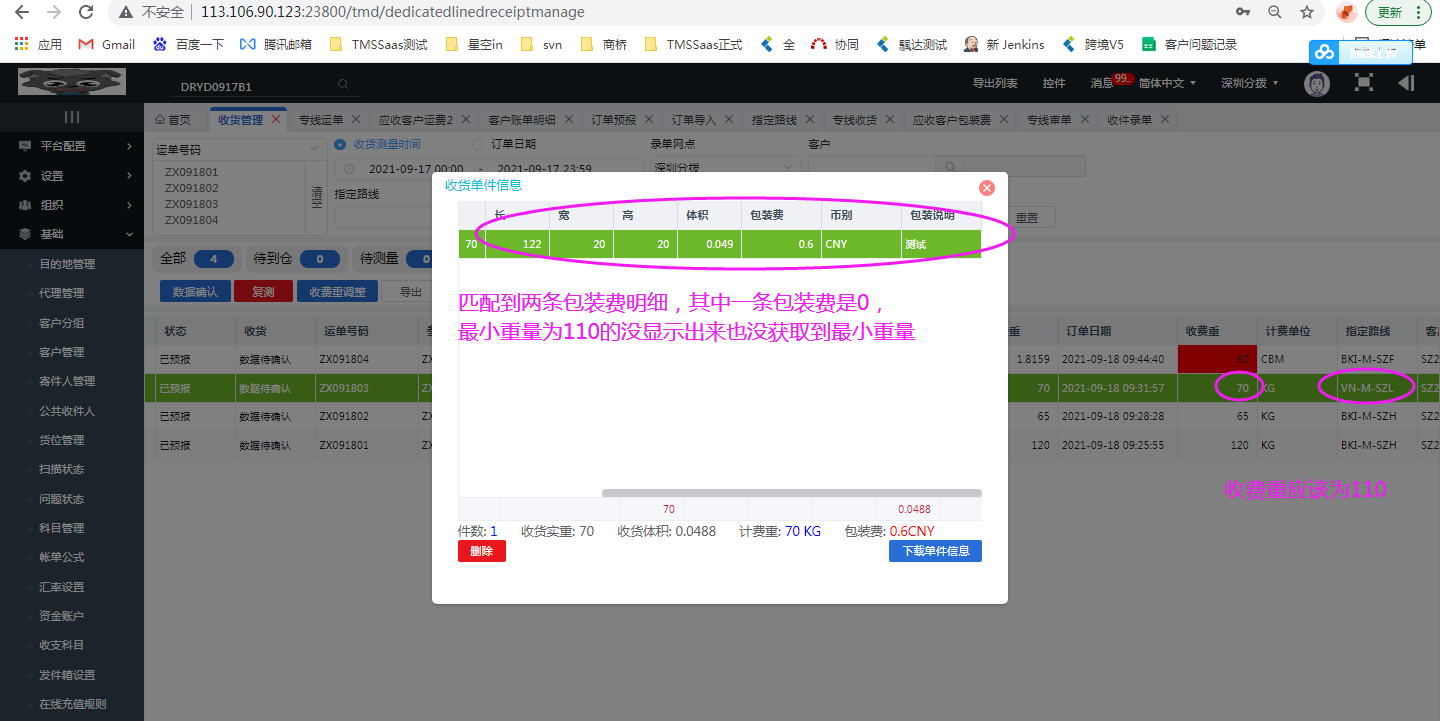 不安全 113.106.90.123:23800/tmd/dedicatedlinedreceiptmanage 更新
应用 Gmail 百度一下 腾讯邮箱 TMSSaas测试 星空in svn 商桥 TMSSaas正式 全 协同 飘达测试 新 Jenkins 跨境V5 客户问题记录
DRYD0917B1 导出列表 控件 消息 99.. 简体中文 深圳分拨
首页 收货管理 专线运单 应收客户运费2 客户账单明细 订单预报 订单导入 指定路线 专线收货 应收客户包装费 专线审单 收件录单
平台配置
设置
组织
基础
目的地管理
代理管理
客户分组
客户管理
寄件人管理
公共收件人
货位管理
扫描状态
问题状态
科目管理
帐单公式
汇率设置
资金账户
收支科目
发件箱设置
在线充值规则
运单号码 收货测量时间 订单日期 录单网点 客户
ZX091801
ZX091802
ZX091803
ZX091804
清空
2021-09-17 00:00 - 2021-09-17 23:59 深圳分拨
指定路线 重置
全部 4 待到仓 0 待测量 0
数据确认 复测 收费重调整 导出
状态 收货 运单号码 重 订单日期 收费重 计费单位 指定路线 客
已预报 数据待确认 ZX091804 1.8159 2021-09-18 09:44:40 60 CBM BKI-M-SZF SZ2
已预报 数据待确认 ZX091803 70 2021-09-18 09:31:57 70 KG VN-M-SZL SZ2
已预报 数据待确认 ZX091802 65 2021-09-18 09:28:28 65 KG BKI-M-SZH SZ2
已预报 数据待确认 ZX091801 120 2021-09-18 09:25:55 120 KG BKI-M-SZH SZ2
收费重应该为110
收货单件信息
长 宽 高 体积 包装费 币别 包装说明
70 122 20 20 0.049 0.6 CNY 测试
匹配到两条包装费明细，其中一条包装费是0，
最小重量为110的没显示出来也没获取到最小重量
70 0.0488
件数: 1 收货实重: 70 收货体积: 0.0488 计费重: 70 KG 包装费: 0.6CNY
删除 下载单件信息